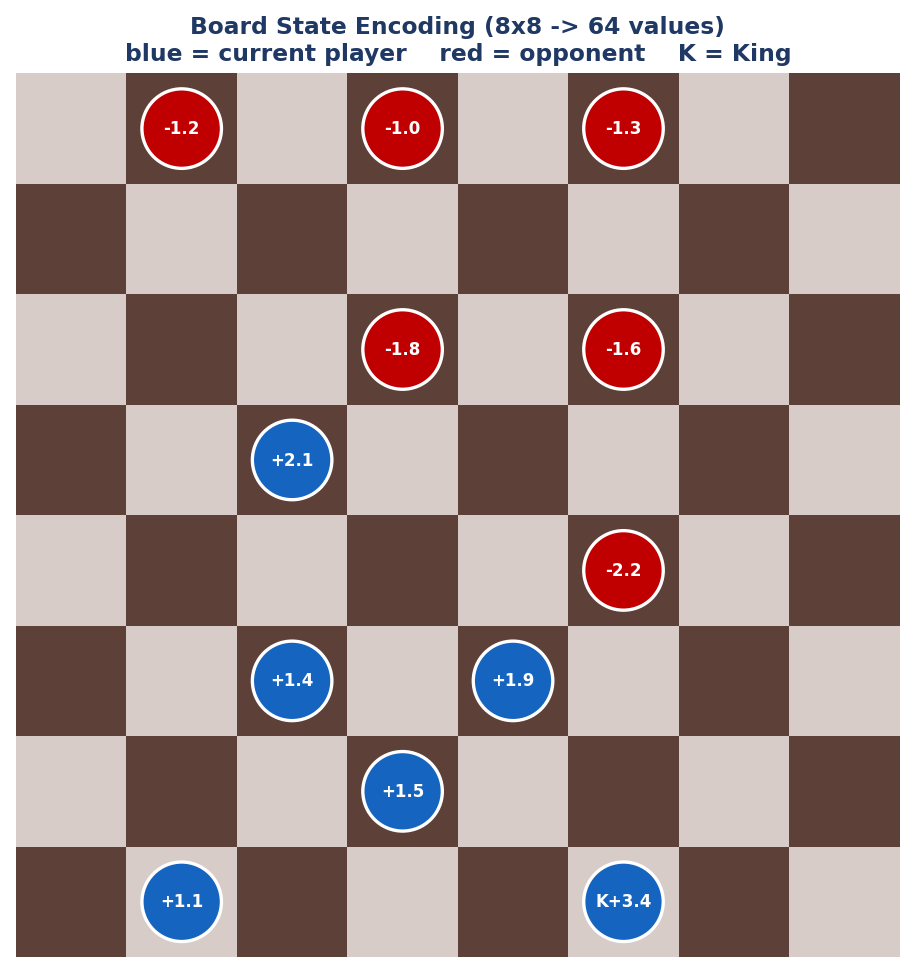 Board State Encoding (8x8 -> 64 values)
blue = current player    red = opponent    K = King
-1.2 -1.0 -1.3
-1.8 -1.6
+2.1
-2.2
+1.4 +1.9
+1.5
+1.1 K+3.4